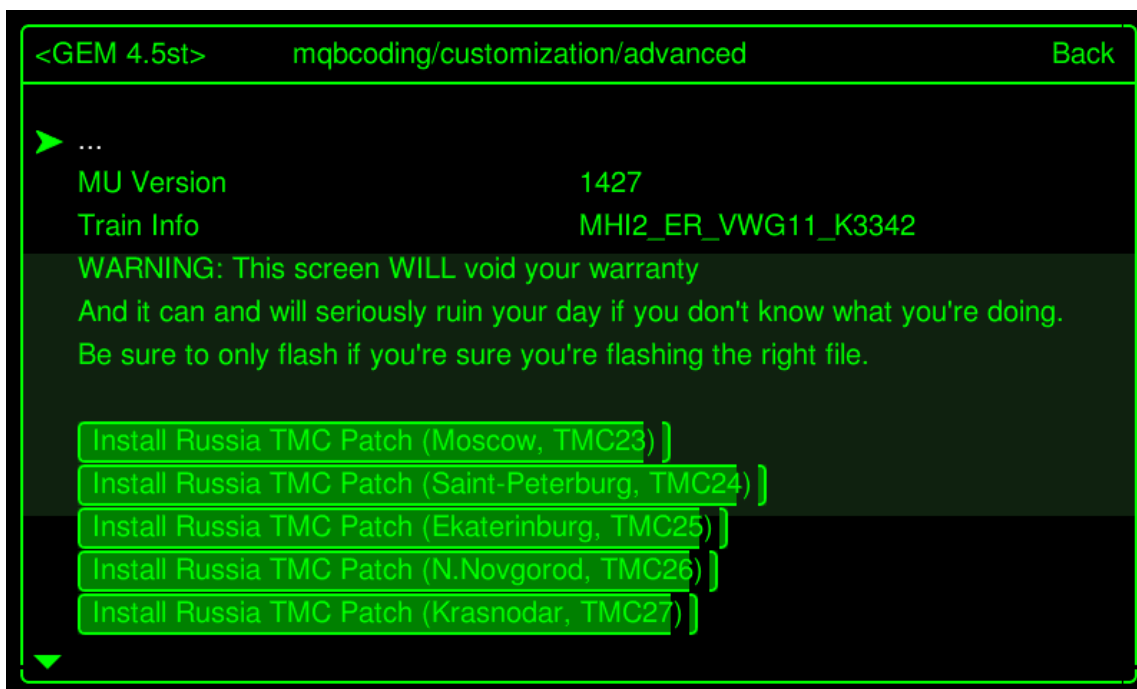 <GEM 4.5st> mqbcoding/customization/advanced Back
...
MU Version 1427
Train Info MHI2_ER_VWG11_K3342
WARNING: This screen WILL void your warranty
And it can and will seriously ruin your day if you don't know what you're doing.
Be sure to only flash if you're sure you're flashing the right file.
Install Russia TMC Patch (Moscow, TMC23)
Install Russia TMC Patch (Saint-Peterburg, TMC24)
Install Russia TMC Patch (Ekaterinburg, TMC25)
Install Russia TMC Patch (N.Novgorod, TMC26)
Install Russia TMC Patch (Krasnodar, TMC27)